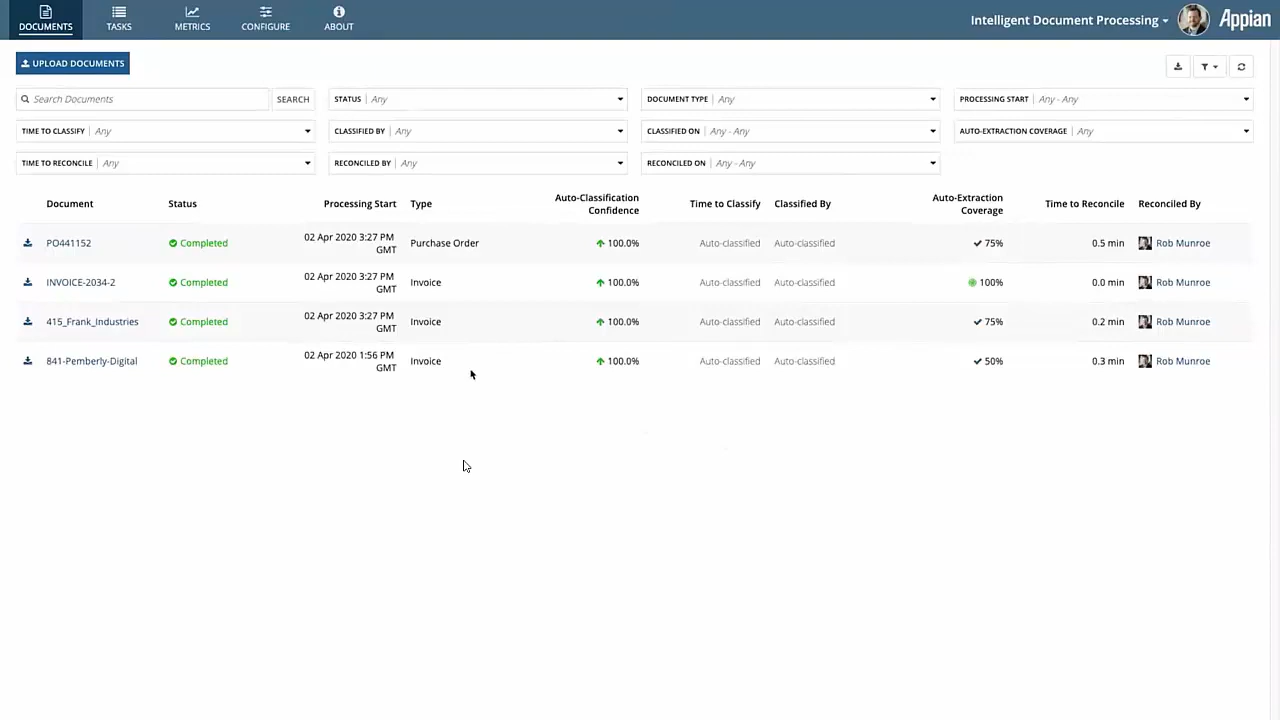 DOCUMENTS TASKS METRICS CONFIGURE ABOUT Intelligent Document Processing Appian
UPLOAD DOCUMENTS
Search Documents SEARCH STATUS Any DOCUMENT TYPE Any PROCESSING START Any - Any
TIME TO CLASSIFY Any CLASSIFIED BY Any CLASSIFIED ON Any - Any AUTO-EXTRACTION COVERAGE Any
TIME TO RECONCILE Any RECONCILED BY Any RECONCILED ON Any - Any
Document Status Processing Start Type Auto-Classification Confidence Time to Classify Classified By Auto-Extraction Coverage Time to Reconcile Reconciled By
PO441152 Completed 02 Apr 2020 3:27 PM GMT Purchase Order 100.0% Auto-classified Auto-classified 75% 0.5 min Rob Munroe
INVOICE-2034-2 Completed 02 Apr 2020 3:27 PM GMT Invoice 100.0% Auto-classified Auto-classified 100% 0.0 min Rob Munroe
415_Frank_Industries Completed 02 Apr 2020 3:27 PM GMT Invoice 100.0% Auto-classified Auto-classified 75% 0.2 min Rob Munroe
841-Pemberly-Digital Completed 02 Apr 2020 1:56 PM GMT Invoice 100.0% Auto-classified Auto-classified 50% 0.3 min Rob Munroe